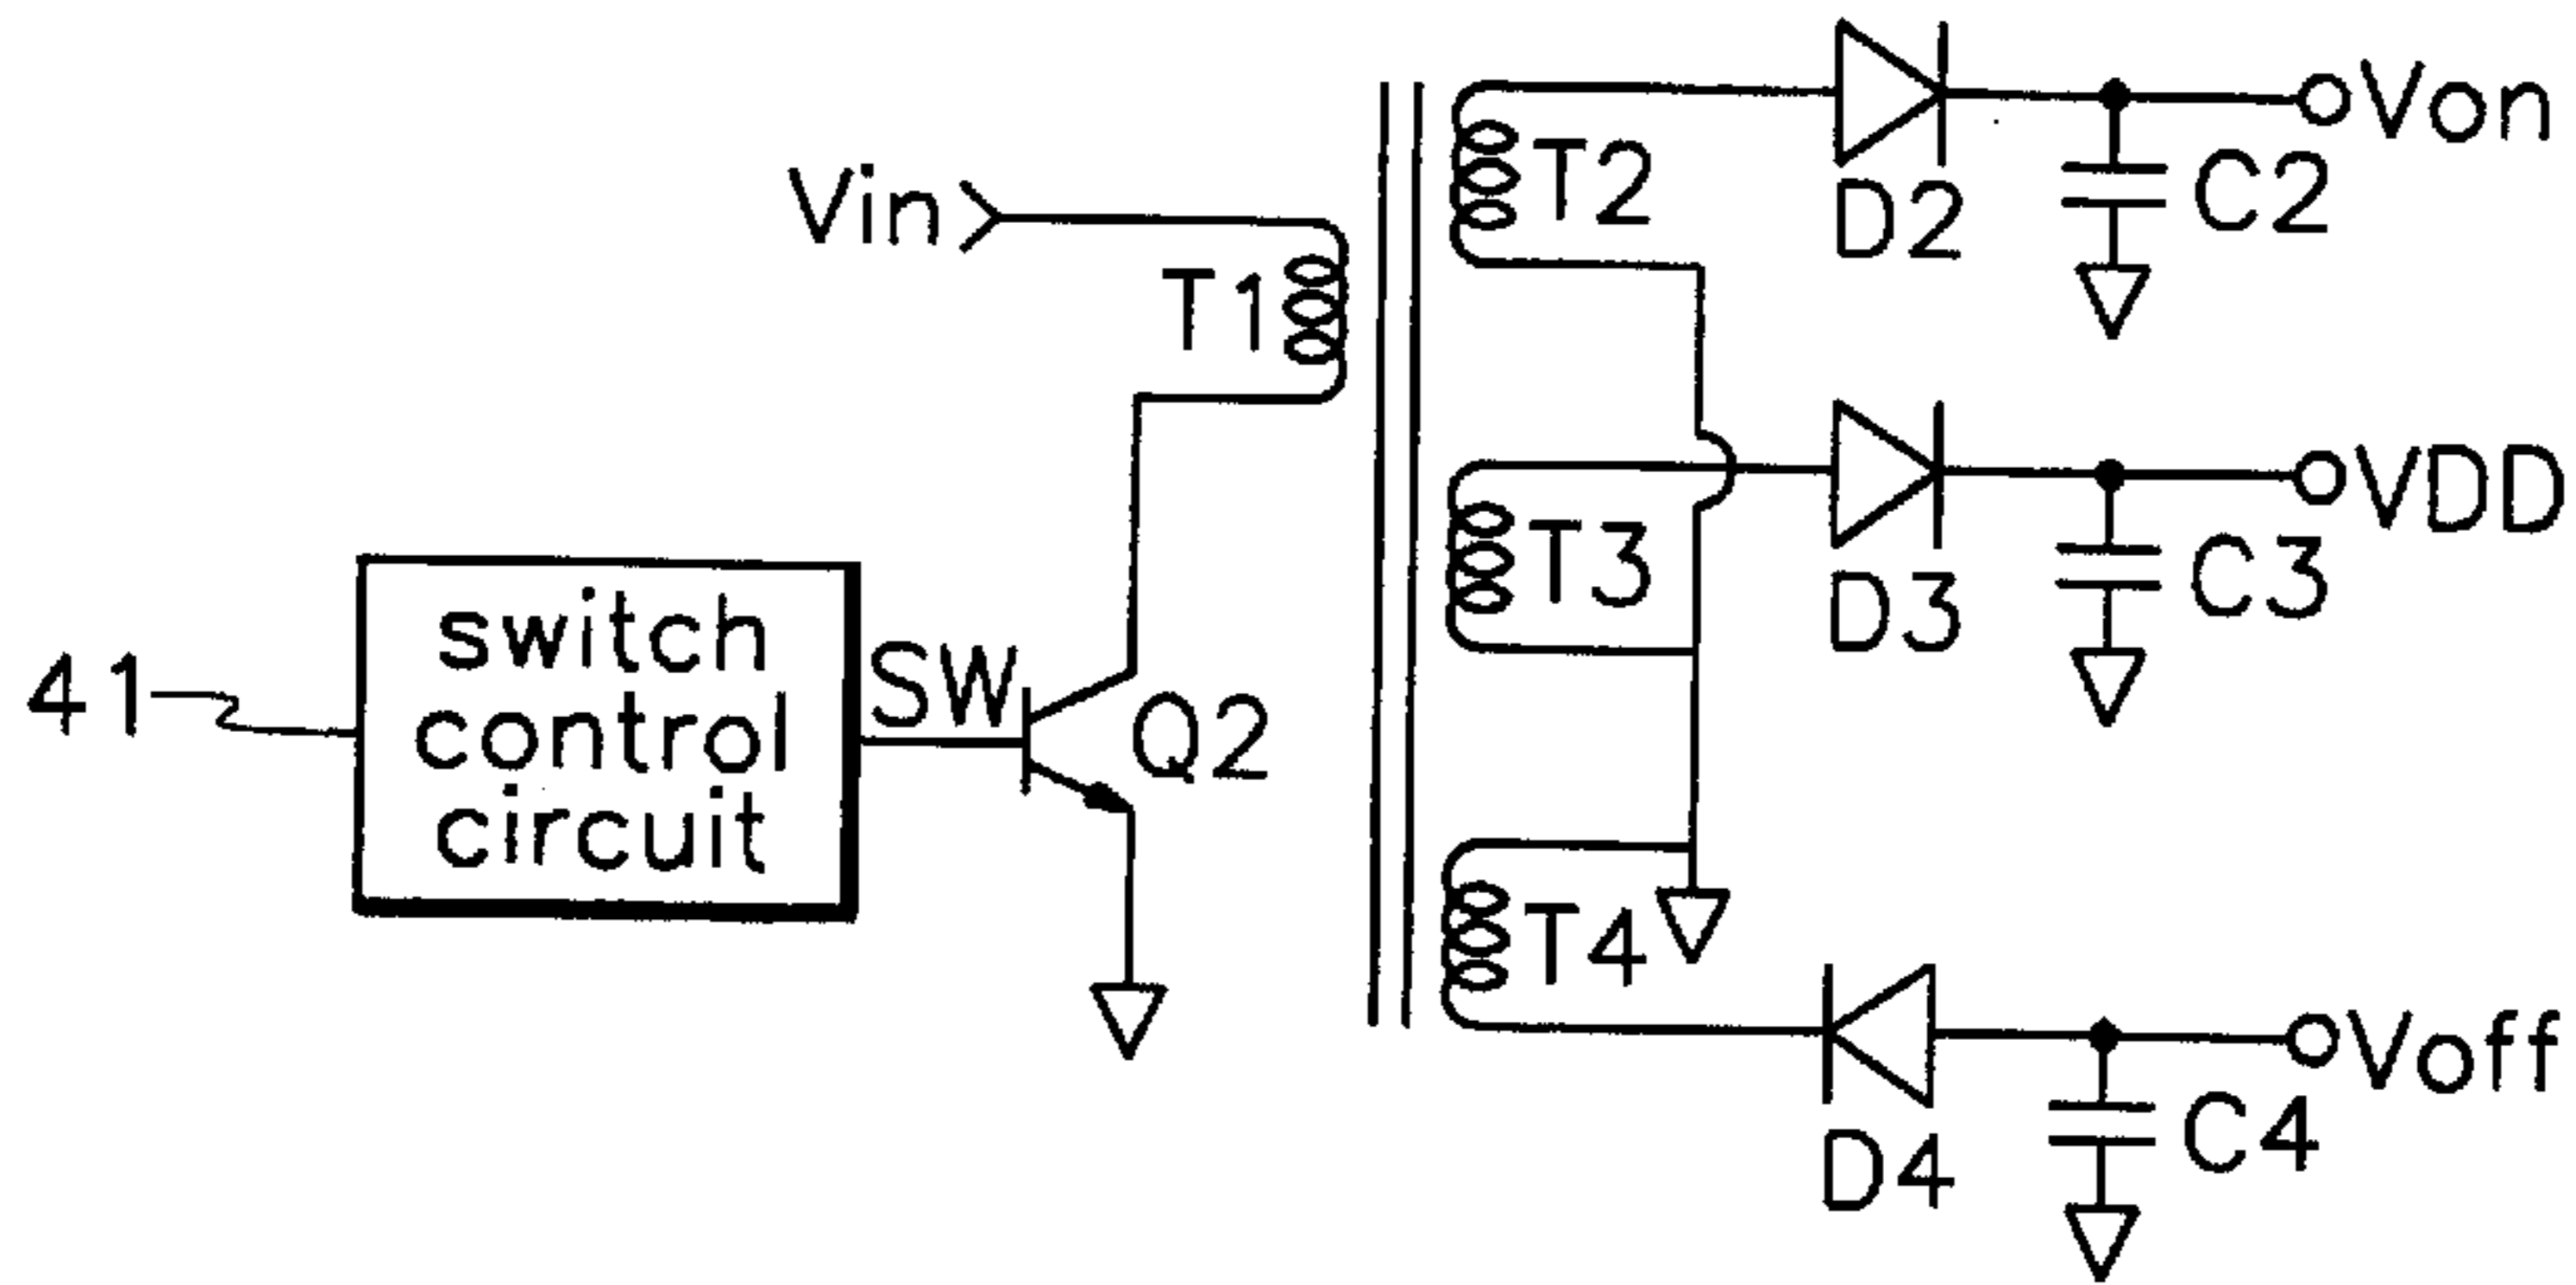 Von
T2
D2
C2
Vin
T1
VDD
T3
D3
C3
41
switch
control
circuit
SW
Q2
T4
Voff
D4
C4